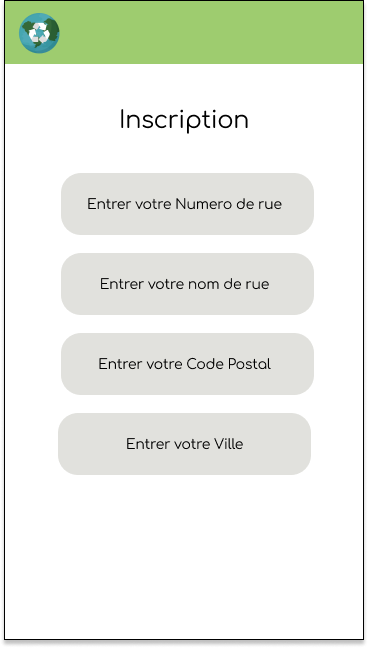 Inscription
Entrer votre Numero de rue
Entrer votre nom de rue
Entrer votre Code Postal
Entrer votre Ville